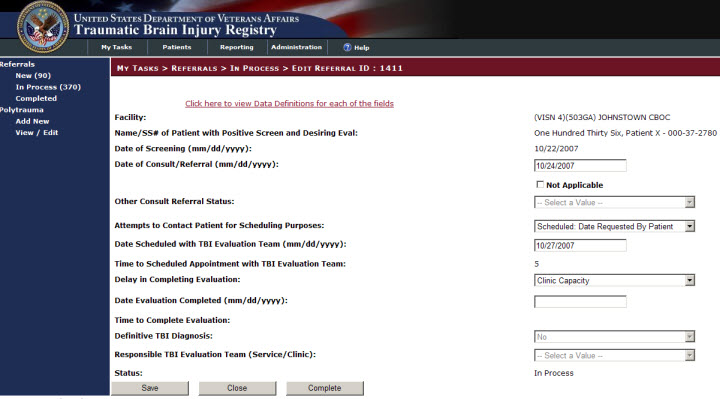 United States Department of Veterans Affairs
Traumatic Brain Injury Registry
My Tasks Patients Reporting Administration ? Help
Referrals
New (90)
In Process (370)
Completed
Polytrauma
Add New
View / Edit
My Tasks > Referrals > In Process > Edit Referral ID : 1411
Click here to view Data Definitions for each of the fields
Facility: (VISN 4)(503GA) JOHNSTOWN CBOC
Name/SS# of Patient with Positive Screen and Desiring Eval: One Hundred Thirty Six, Patient X - 000-37-2780
Date of Screening (mm/dd/yyyy): 10/22/2007
Date of Consult/Referral (mm/dd/yyyy): 10/24/2007
Not Applicable
Other Consult Referral Status: -- Select a Value --
Attempts to Contact Patient for Scheduling Purposes: Scheduled: Date Requested By Patient
Date Scheduled with TBI Evaluation Team (mm/dd/yyyy): 10/27/2007
Time to Scheduled Appointment with TBI Evaluation Team: 5
Delay in Completing Evaluation: Clinic Capacity
Date Evaluation Completed (mm/dd/yyyy):
Time to Complete Evaluation:
Definitive TBI Diagnosis: No
Responsible TBI Evaluation Team (Service/Clinic): -- Select a Value --
Status: In Process
Save Close Complete